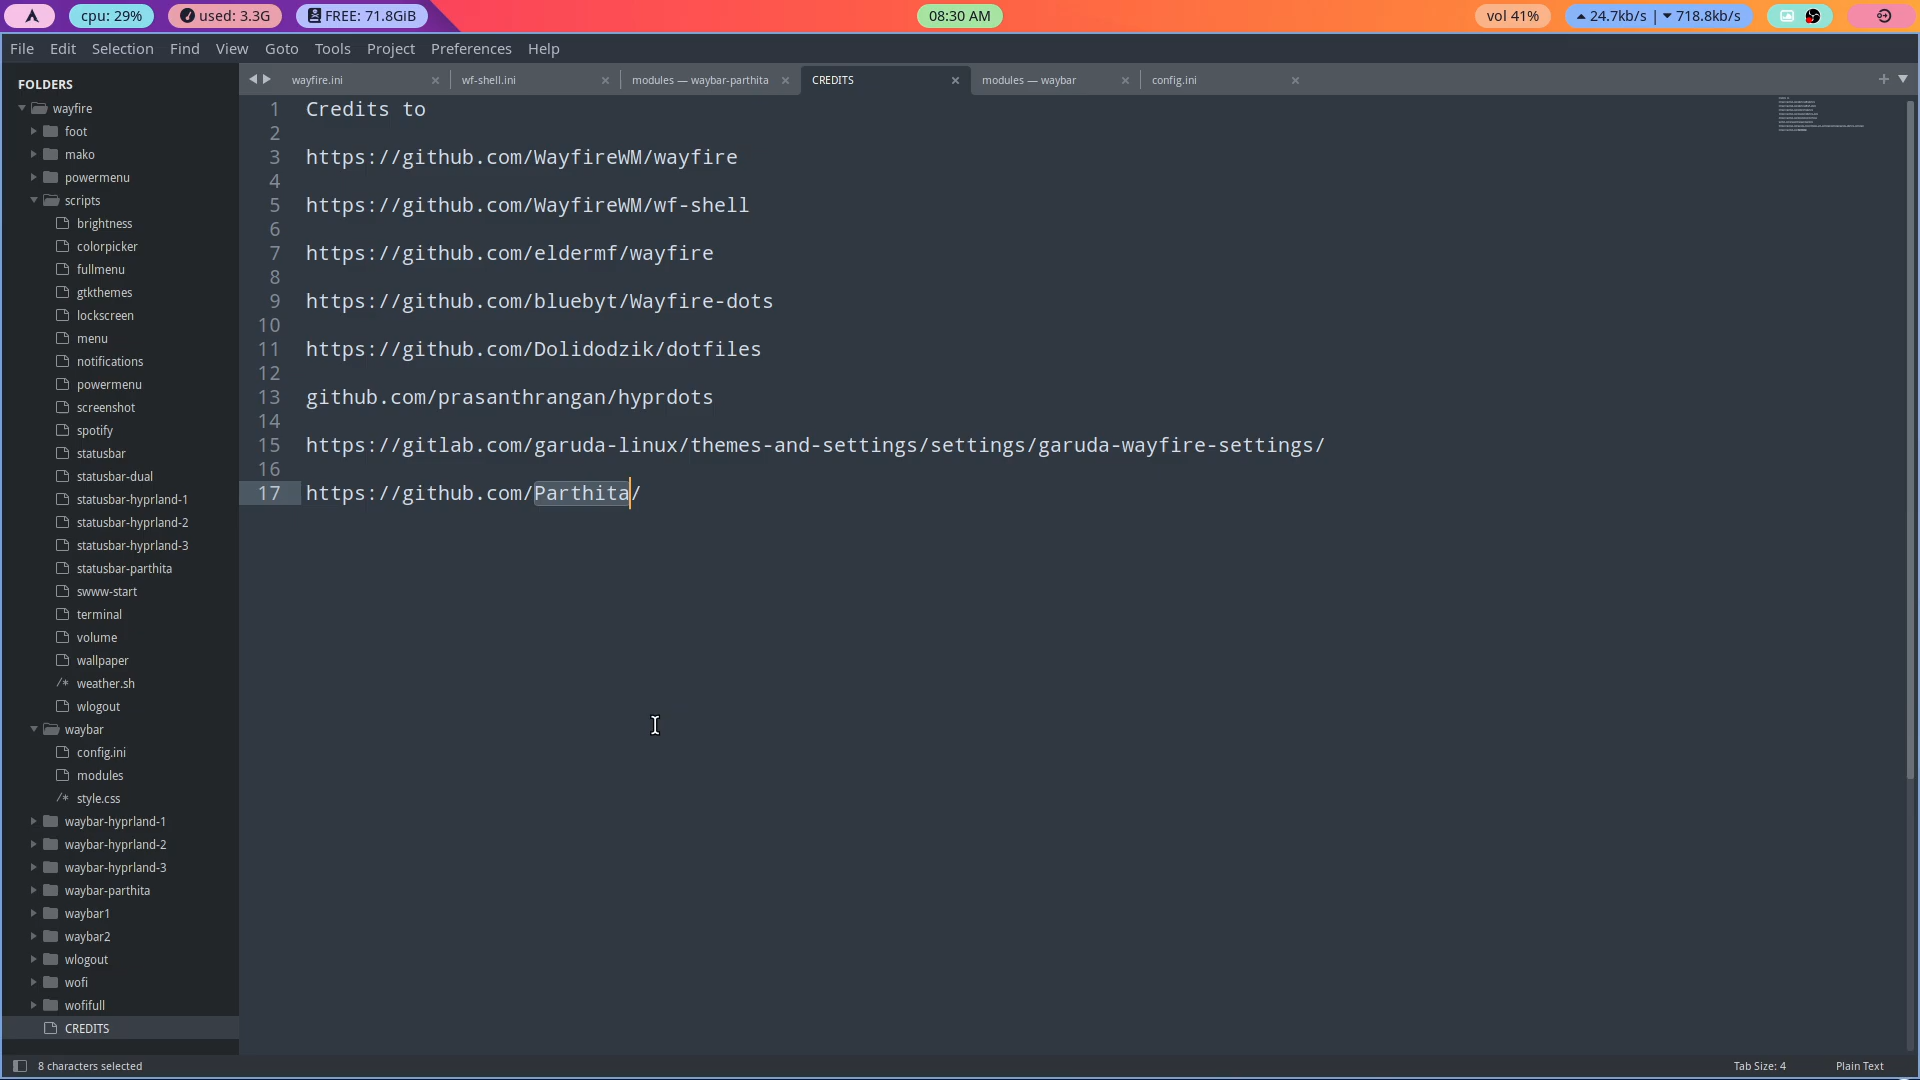 cpu: 29%
used: 3.3G
FREE: 71.8GiB
08:30 AM
vol 41%
24.7kb/s | 718.8kb/s
File Edit Selection Find View Goto Tools Project Preferences Help
FOLDERS
wayfire
foot
mako
powermenu
scripts
brightness
colorpicker
fullmenu
gtkthemes
lockscreen
menu
notifications
powermenu
screenshot
spotify
statusbar
statusbar-dual
statusbar-hyprland-1
statusbar-hyprland-2
statusbar-hyprland-3
statusbar-parthita
swww-start
terminal
volume
wallpaper
/* weather.sh
wlogout
waybar
config.ini
modules
/* style.css
waybar-hyprland-1
waybar-hyprland-2
waybar-hyprland-3
waybar-parthita
waybar1
waybar2
wlogout
wofi
wofifull
CREDITS
wayfire.ini
wf-shell.ini
modules — waybar-parthita
CREDITS
modules — waybar
config.ini
1 Credits to
2
3 https://github.com/WayfireWM/wayfire
4
5 https://github.com/WayfireWM/wf-shell
6
7 https://github.com/eldermf/wayfire
8
9 https://github.com/bluebyt/Wayfire-dots
10
11 https://github.com/Dolidodzik/dotfiles
12
13 github.com/prasanthrangan/hyprdots
14
15 https://gitlab.com/garuda-linux/themes-and-settings/settings/garuda-wayfire-settings/
16
17 https://github.com/Parthita/
8 characters selected
Tab Size: 4
Plain Text